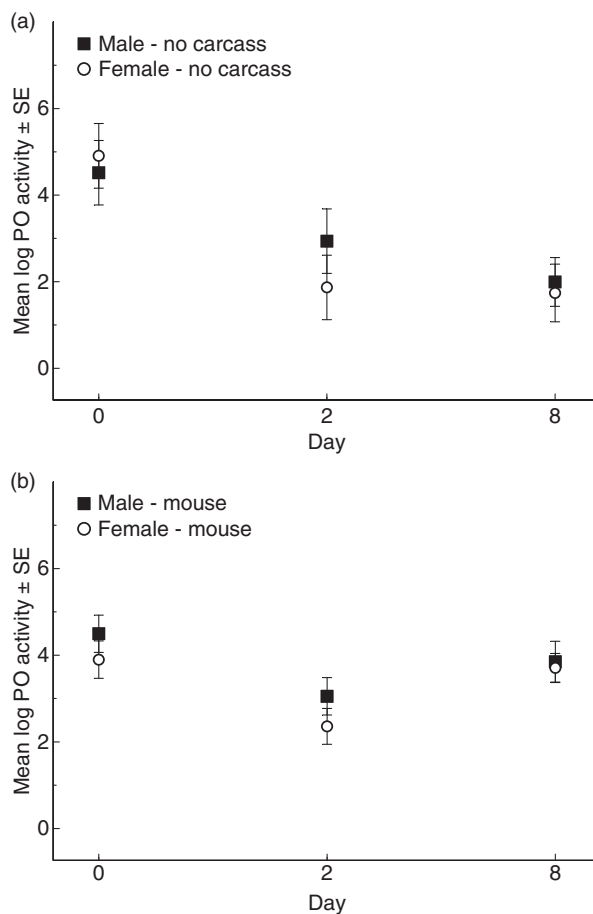 (a)
Male - no carcass
Female - no carcass
Mean log PO activity ± SE
6
4
2
0
0 2 8
Day
(b)
Male - mouse
Female - mouse
Mean log PO activity ± SE
6
4
2
0
0 2 8
Day